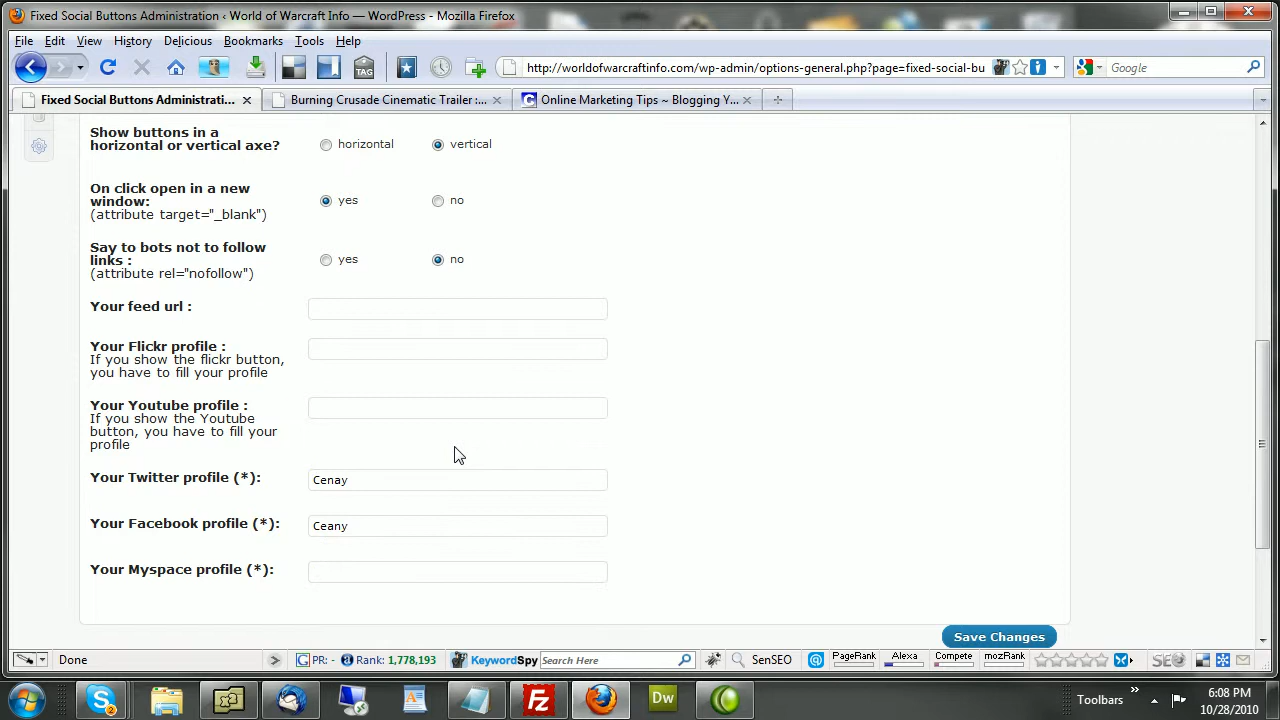 Fixed Social Buttons Administration ‹ World of Warcraft Info — WordPress - Mozilla Firefox
File Edit View History Delicious Bookmarks Tools Help
http://worldofwarcraftinfo.com/wp-admin/options-general.php?page=fixed-social-bu
Google
TAG
Fixed Social Buttons Administrati...
Burning Crusade Cinematic Trailer :...
Online Marketing Tips ~ Blogging Y...
Show buttons in a
horizontal or vertical axe?
horizontal vertical
On click open in a new
window:
(attribute target="_blank")
yes no
Say to bots not to follow
links :
(attribute rel="nofollow")
yes no
Your feed url :
Your Flickr profile :
If you show the flickr button,
you have to fill your profile
Your Youtube profile :
If you show the Youtube
button, you have to fill your
profile
Your Twitter profile (*):
Cenay
Your Facebook profile (*):
Ceany
Your Myspace profile (*):
Save Changes
Done
PR: - Rank: 1,778,193 KeywordSpy Search Here SenSEO PageRank Alexa Compete mozRank
Toolbars
6:08 PM
10/28/2010